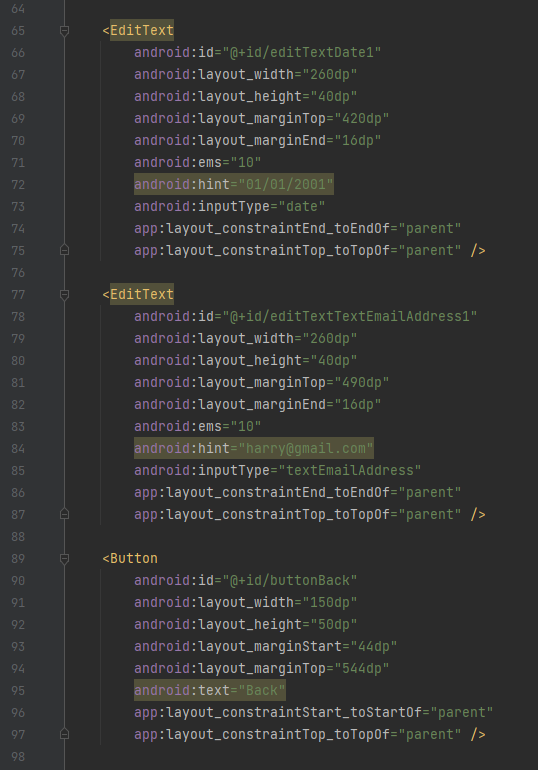 64
65 <EditText
66 android:id="@+id/editTextDate1"
67 android:layout_width="260dp"
68 android:layout_height="40dp"
69 android:layout_marginTop="420dp"
70 android:layout_marginEnd="16dp"
71 android:ems="10"
72 android:hint="01/01/2001"
73 android:inputType="date"
74 app:layout_constraintEnd_toEndOf="parent"
75 app:layout_constraintTop_toTopOf="parent" />
76
77 <EditText
78 android:id="@+id/editTextTextEmailAddress1"
79 android:layout_width="260dp"
80 android:layout_height="40dp"
81 android:layout_marginTop="490dp"
82 android:layout_marginEnd="16dp"
83 android:ems="10"
84 android:hint="harry@gmail.com"
85 android:inputType="textEmailAddress"
86 app:layout_constraintEnd_toEndOf="parent"
87 app:layout_constraintTop_toTopOf="parent" />
88
89 <Button
90 android:id="@+id/buttonBack"
91 android:layout_width="150dp"
92 android:layout_height="50dp"
93 android:layout_marginStart="44dp"
94 android:layout_marginTop="544dp"
95 android:text="Back"
96 app:layout_constraintStart_toStartOf="parent"
97 app:layout_constraintTop_toTopOf="parent" />
98